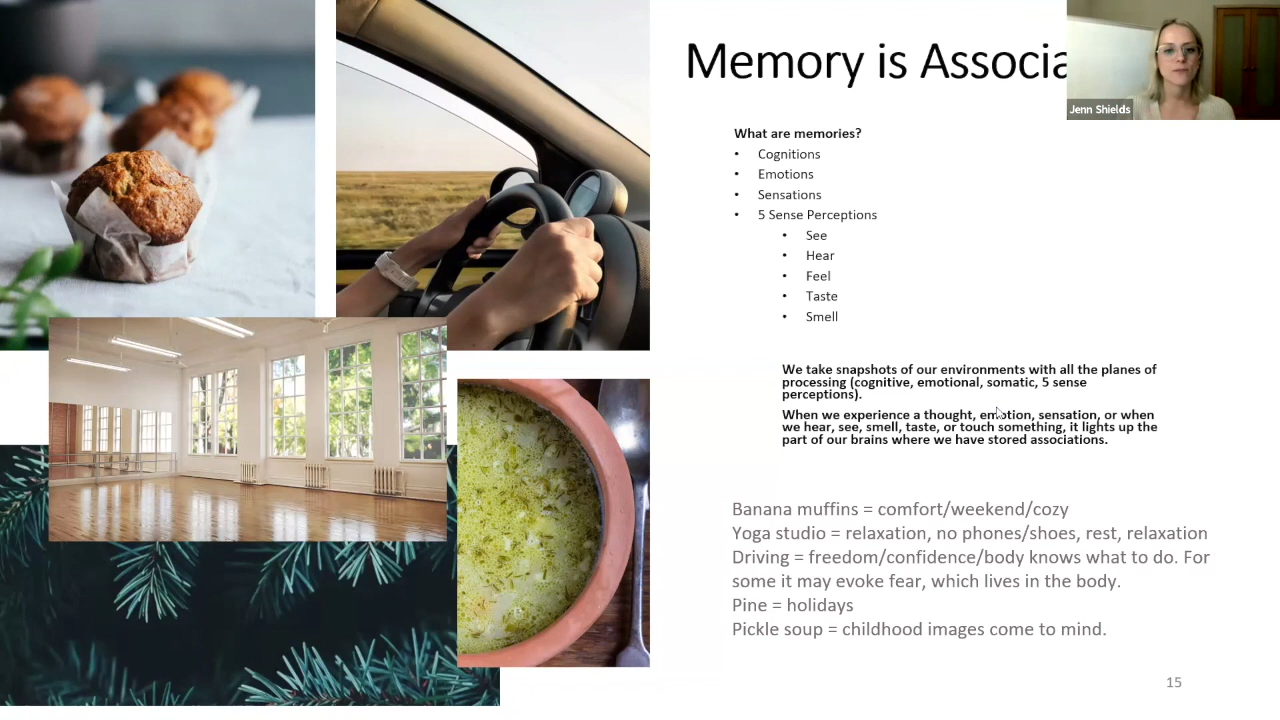 Memory is Associa
Jenn Shields
What are memories?
• Cognitions
• Emotions
• Sensations
• 5 Sense Perceptions
• See
• Hear
• Feel
• Taste
• Smell
We take snapshots of our environments with all the planes of
processing (cognitive, emotional, somatic, 5 sense
perceptions).
When we experience a thought, emotion, sensation, or when
we hear, see, smell, taste, or touch something, it lights up the
part of our brains where we have stored associations.
Banana muffins = comfort/weekend/cozy
Yoga studio = relaxation, no phones/shoes, rest, relaxation
Driving = freedom/confidence/body knows what to do. For
some it may evoke fear, which lives in the body.
Pine = holidays
Pickle soup = childhood images come to mind.
15